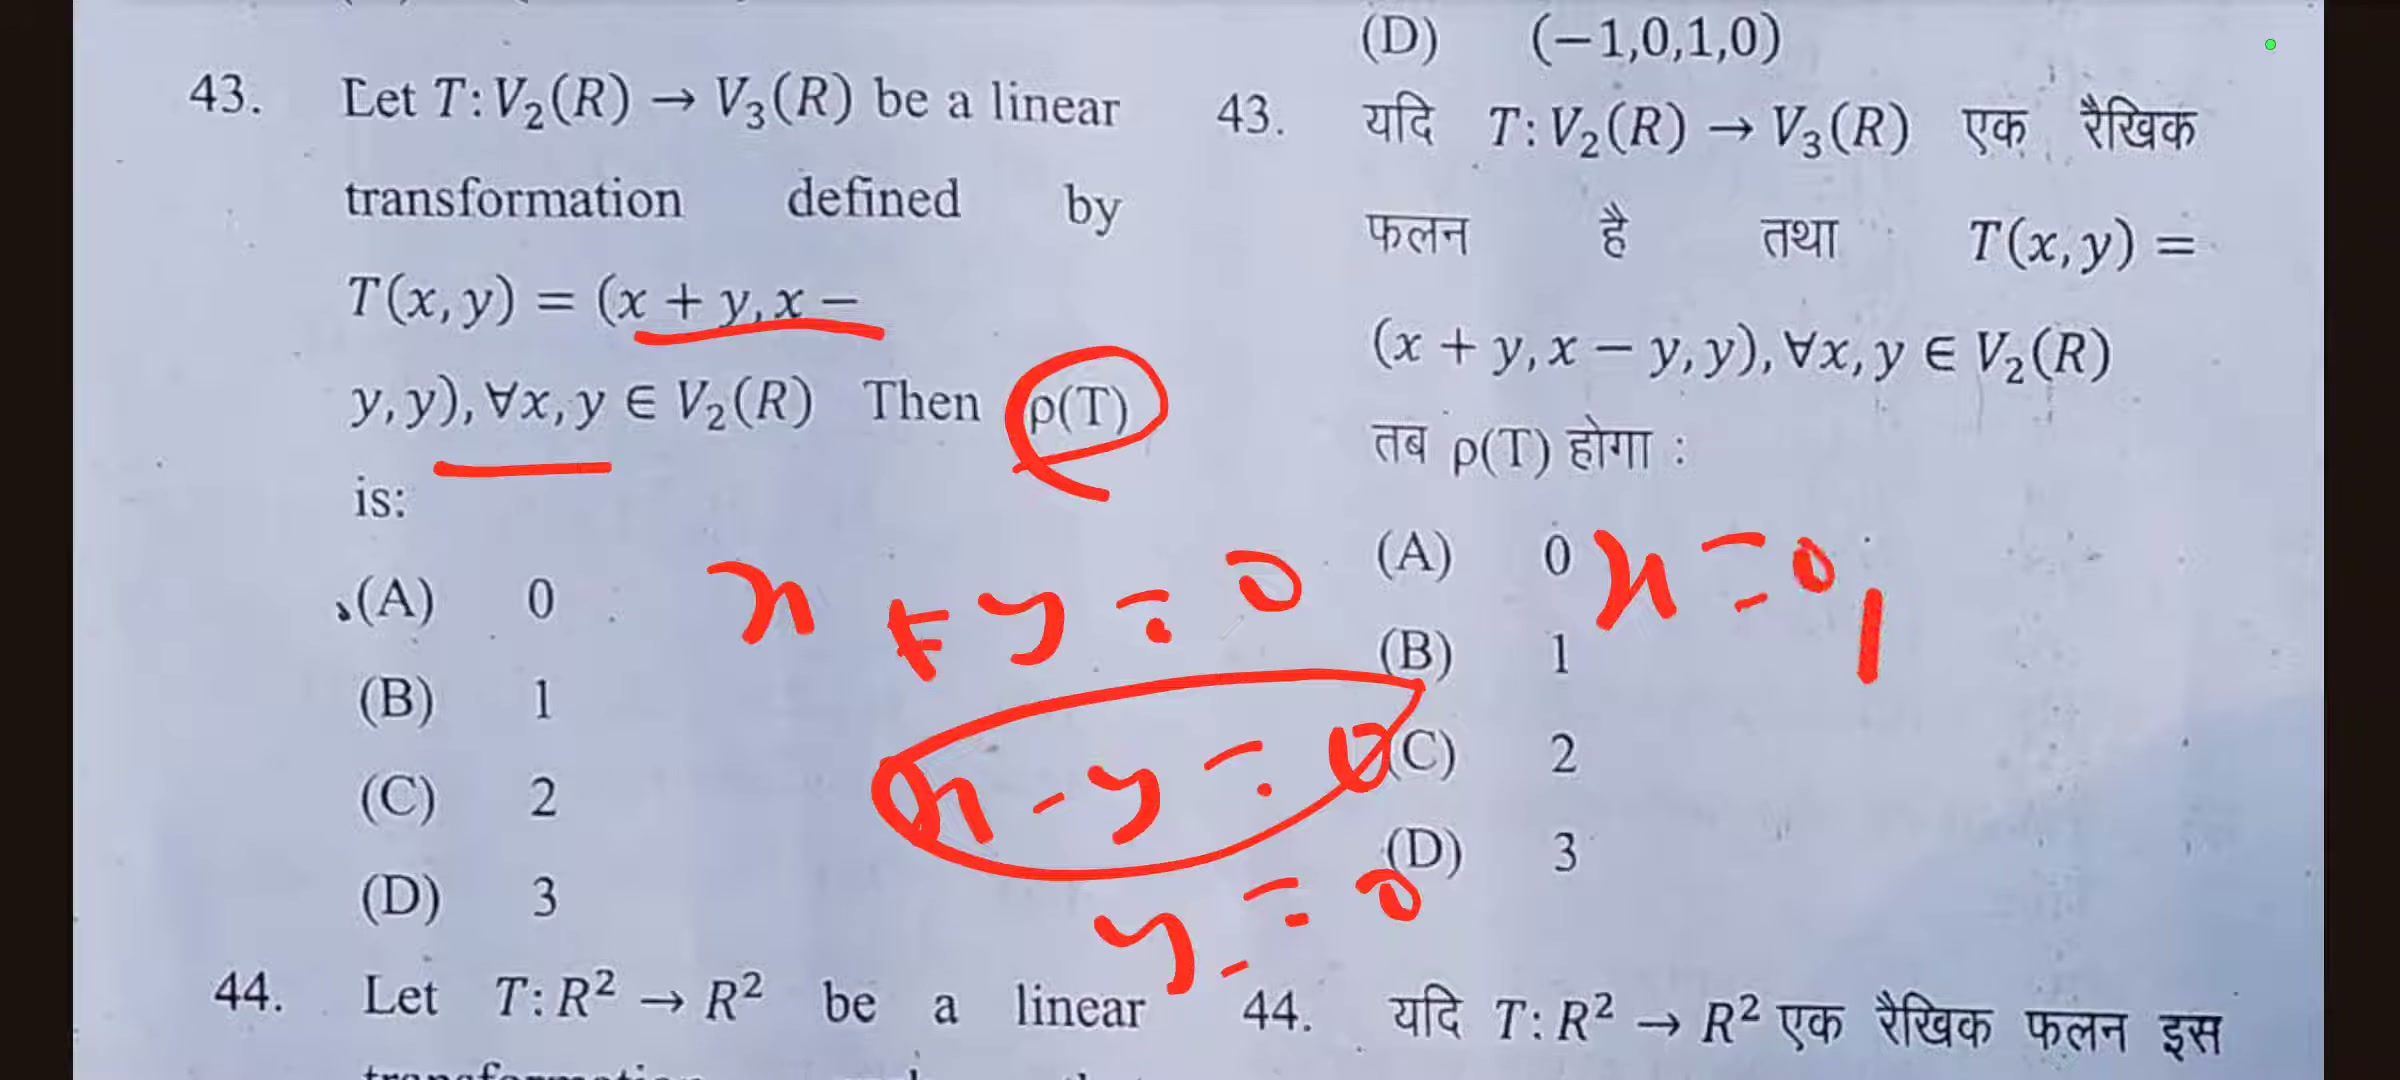 43. Let T:V₂(R) → V₃(R) be a linear
transformation defined by
T(x,y) = (x + y, x −
y, y), ∀x, y ∈ V₂(R) Then ρ(T)
is:
(A) 0
(B) 1
(C) 2
(D) 3
44. Let T: R² → R² be a linear
x + y = 0
x - y = 0
y = 0
(D) (−1,0,1,0)
43. यदि T:V₂(R) → V₃(R) एक रैखिक
फलन है तथा T(x,y) =
(x + y, x − y, y), ∀x, y ∈ V₂(R)
तब ρ(T) होगा :
(A) 0
(B) 1
(C) 2
(D) 3
x = 0,
44. यदि T: R² → R² एक रैखिक फलन इस